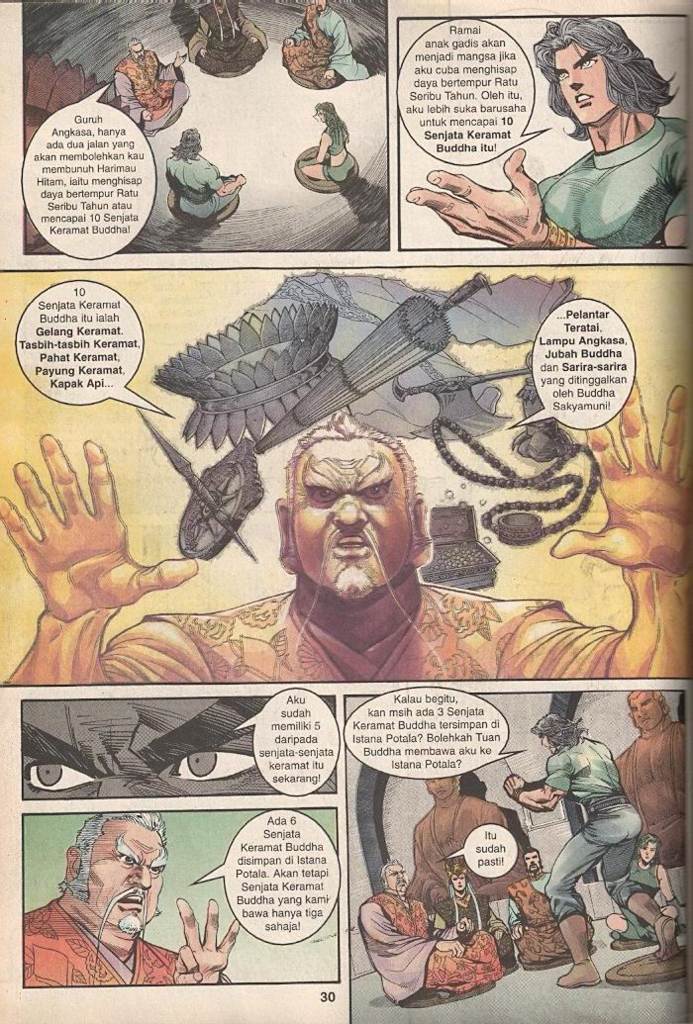 Guruh
Angkasa, hanya
ada dua jalan yang
akan membolehkan kau
membunuh Harimau
Hitam, iaitu menghisap
daya bertempur Ratu
Seribu Tahun atau
mencapai 10 Senjata
Keramat Buddha!
Ramai
anak gadis akan
menjadi mangsa jika
aku cuba menghisap
daya bertempur Ratu
Seribu Tahun. Oleh itu,
aku lebih suka barusaha
untuk mencapai 10
Senjata Keramat
Buddha itu!
10
Senjata Keramat
Buddha itu ialah
Gelang Keramat.
Tasbih-tasbih Keramat,
Pahat Keramat,
Payung Keramat,
Kapak Api...
...Pelantar
Teratai,
Lampu Angkasa,
Jubah Buddha
dan Sarira-sarira
yang ditinggalkan
oleh Buddha
Sakyamuni!
Aku
sudah
memiliki 5
daripada
senjata-senjata
keramat itu
sekarang!
Ada 6
Senjata
Keramat Buddha
disimpan di Istana
Potala. Akan tetapi
Senjata Keramat
Buddha yang kami
bawa hanya tiga
sahaja!
Kalau begitu,
kan msih ada 3 Senjata
Keramat Buddha tersimpan di
Istana Potala? Bolehkah Tuan
Buddha membawa aku ke
Istana Potala?
Itu
sudah
pasti!
30